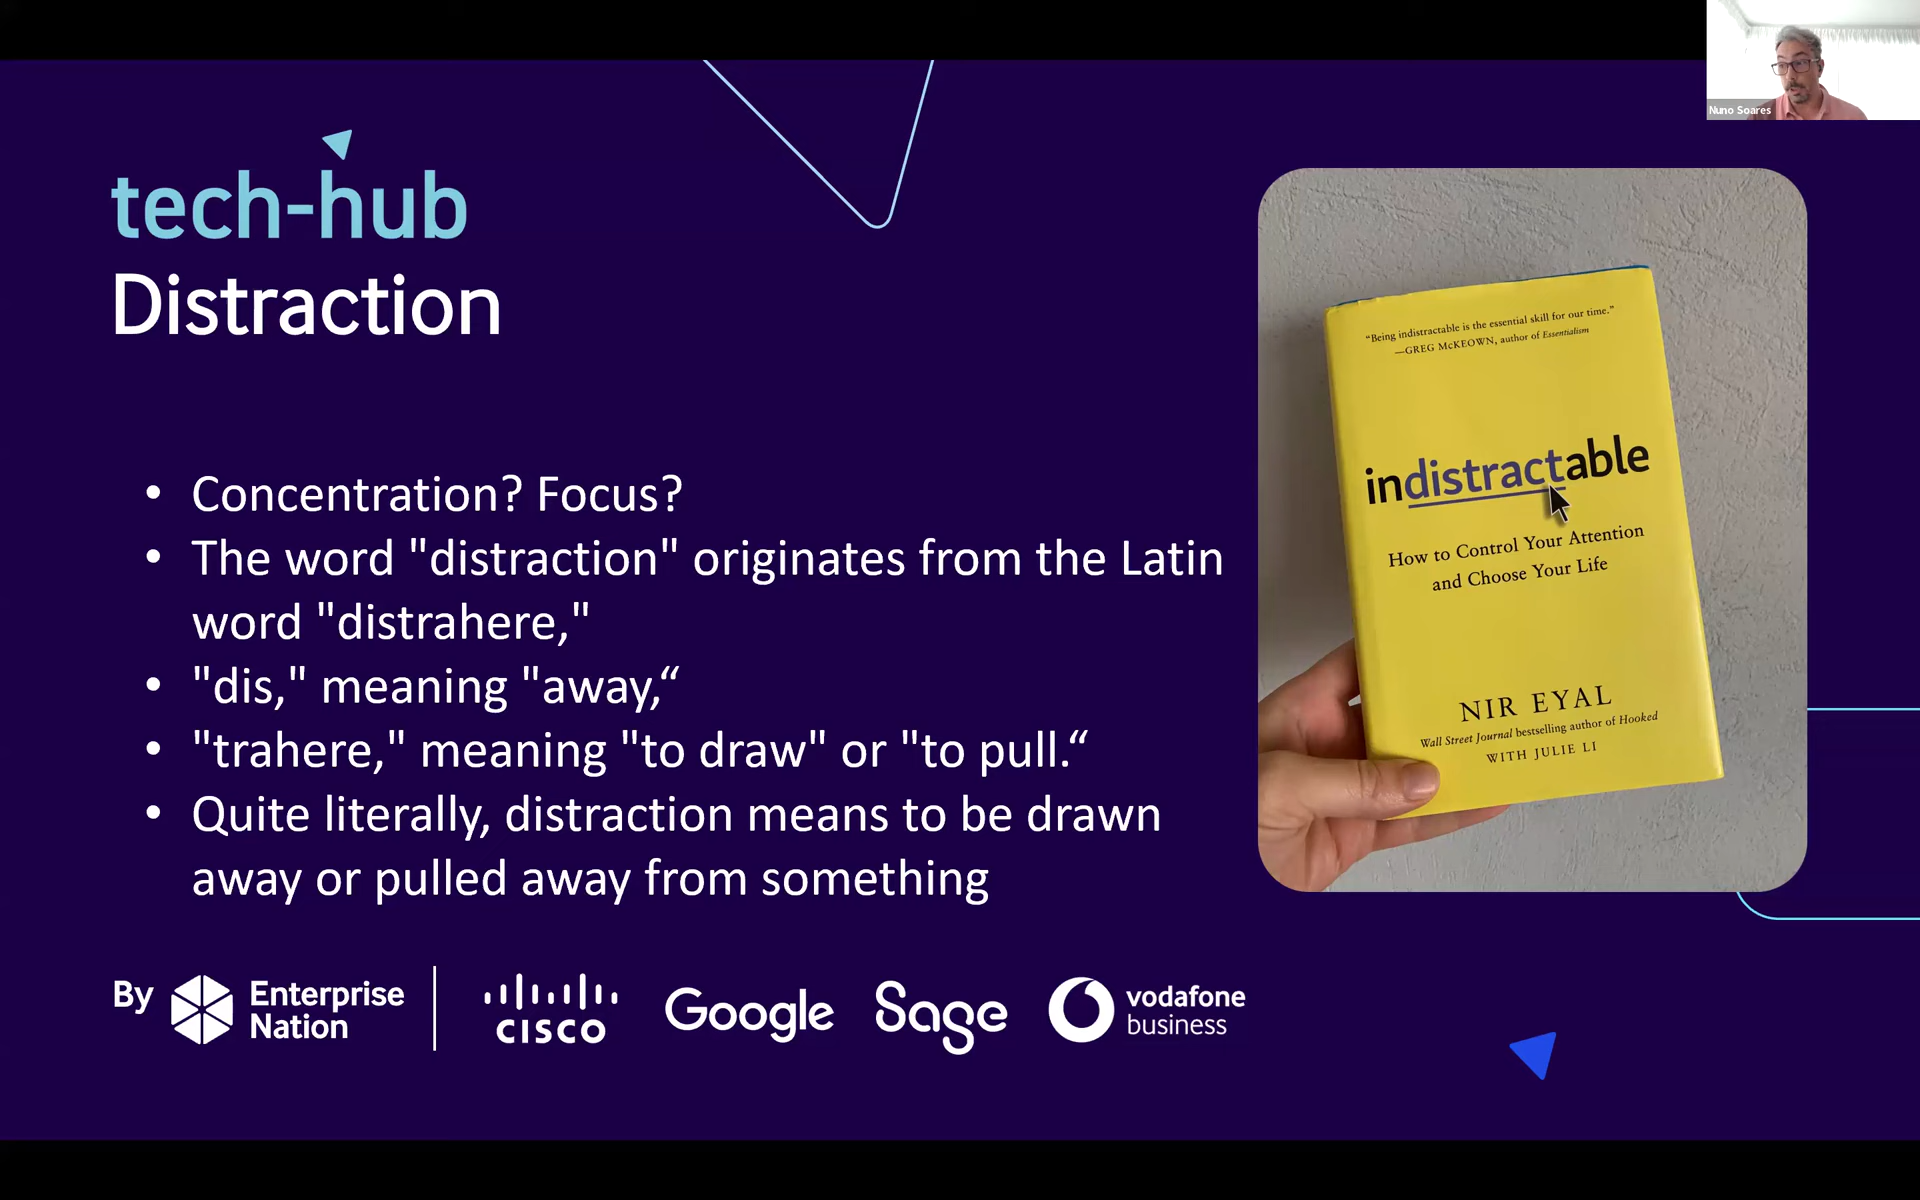 Nuno Soares
tech-hub
Distraction
• Concentration? Focus?
• The word "distraction" originates from the Latin
word "distrahere,"
• "dis," meaning "away,“
• "trahere," meaning "to draw" or "to pull.“
• Quite literally, distraction means to be drawn
away or pulled away from something
“Being indistractable is the essential skill for our time.”
—GREG McKEOWN, author of Essentialism
indistractable
How to Control Your Attention
and Choose Your Life
NIR EYAL
Wall Street Journal bestselling author of Hooked
WITH JULIE LI
By Enterprise
Nation
cisco
Google
Sage
vodafone
business